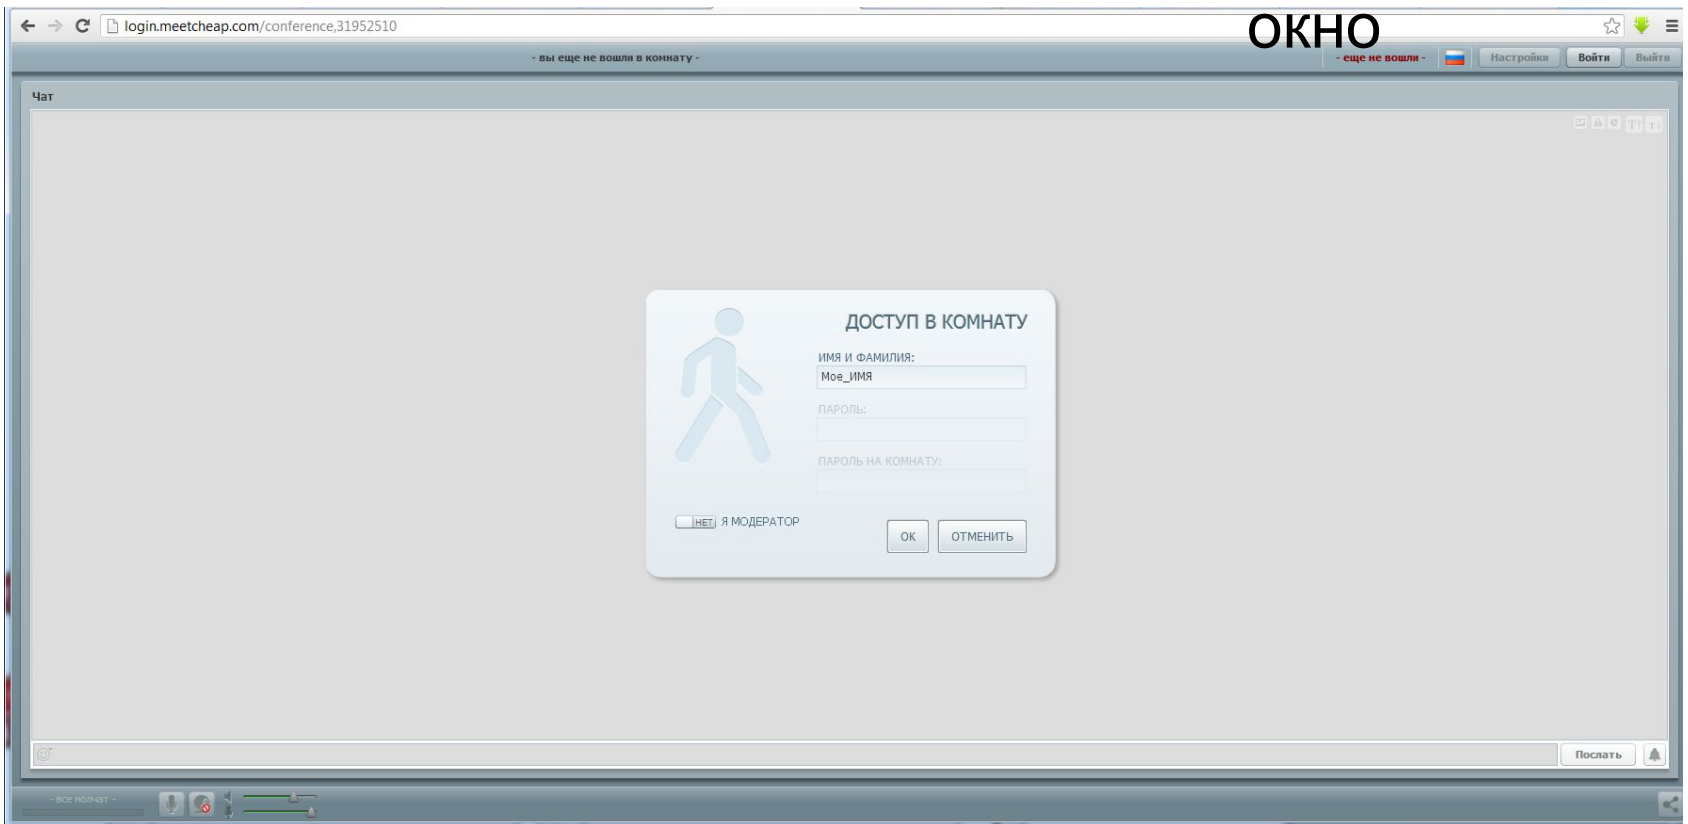 окно
login.meetcheap.com/conference,31952510
- вы еще не вошли в комнату -
- еще не вошли -
Настройки
Войти
Выйти
Чат
T T
ДОСТУП В КОМНАТУ
ИМЯ И ФАМИЛИЯ:
Мое_ИМЯ
ПАРОЛЬ:
ПАРОЛЬ НА КОМНАТУ:
НЕТ Я МОДЕРАТОР
ОК
ОТМЕНИТЬ
Послать
- все молчат -